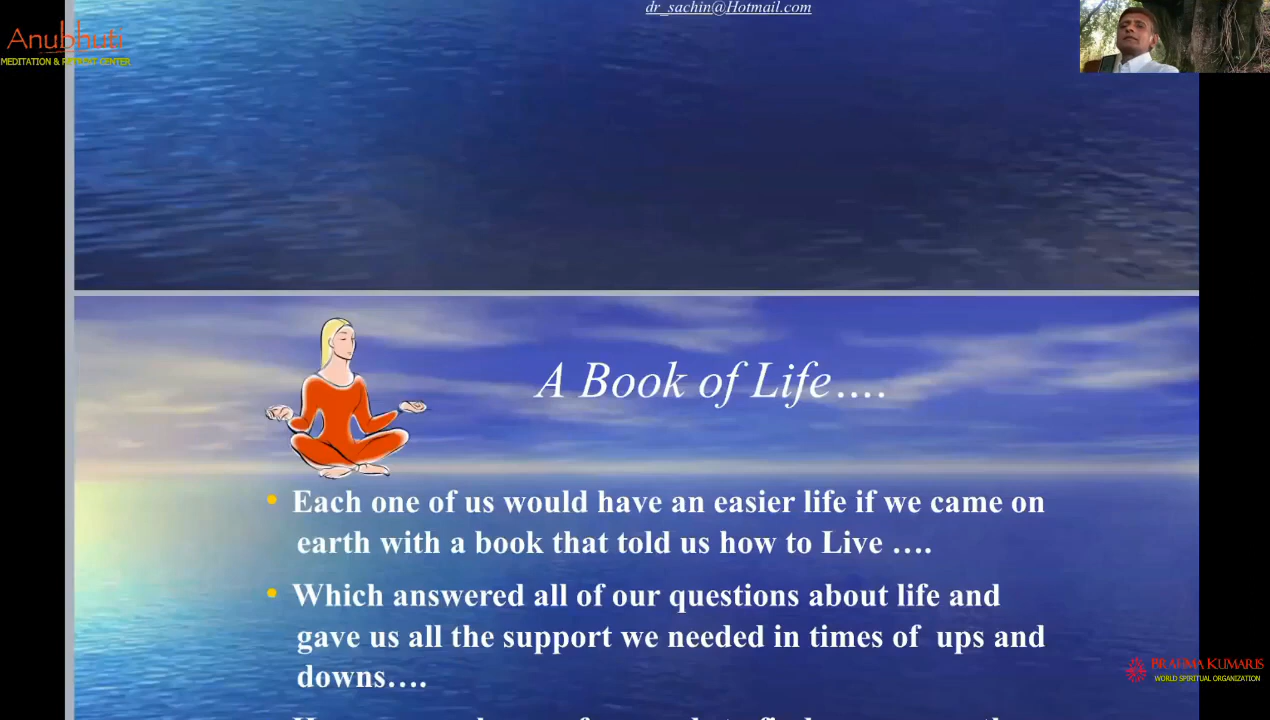 dr_sachin@Hotmail.com
Anubhuti
MEDITATION & RETREAT CENTER
A Book of Life….
• Each one of us would have an easier life if we came on
earth with a book that told us how to Live ….
• Which answered all of our questions about life and
gave us all the support we needed in times of ups and
downs….
BRAHMA KUMARIS
WORLD SPIRITUAL ORGANIZATION